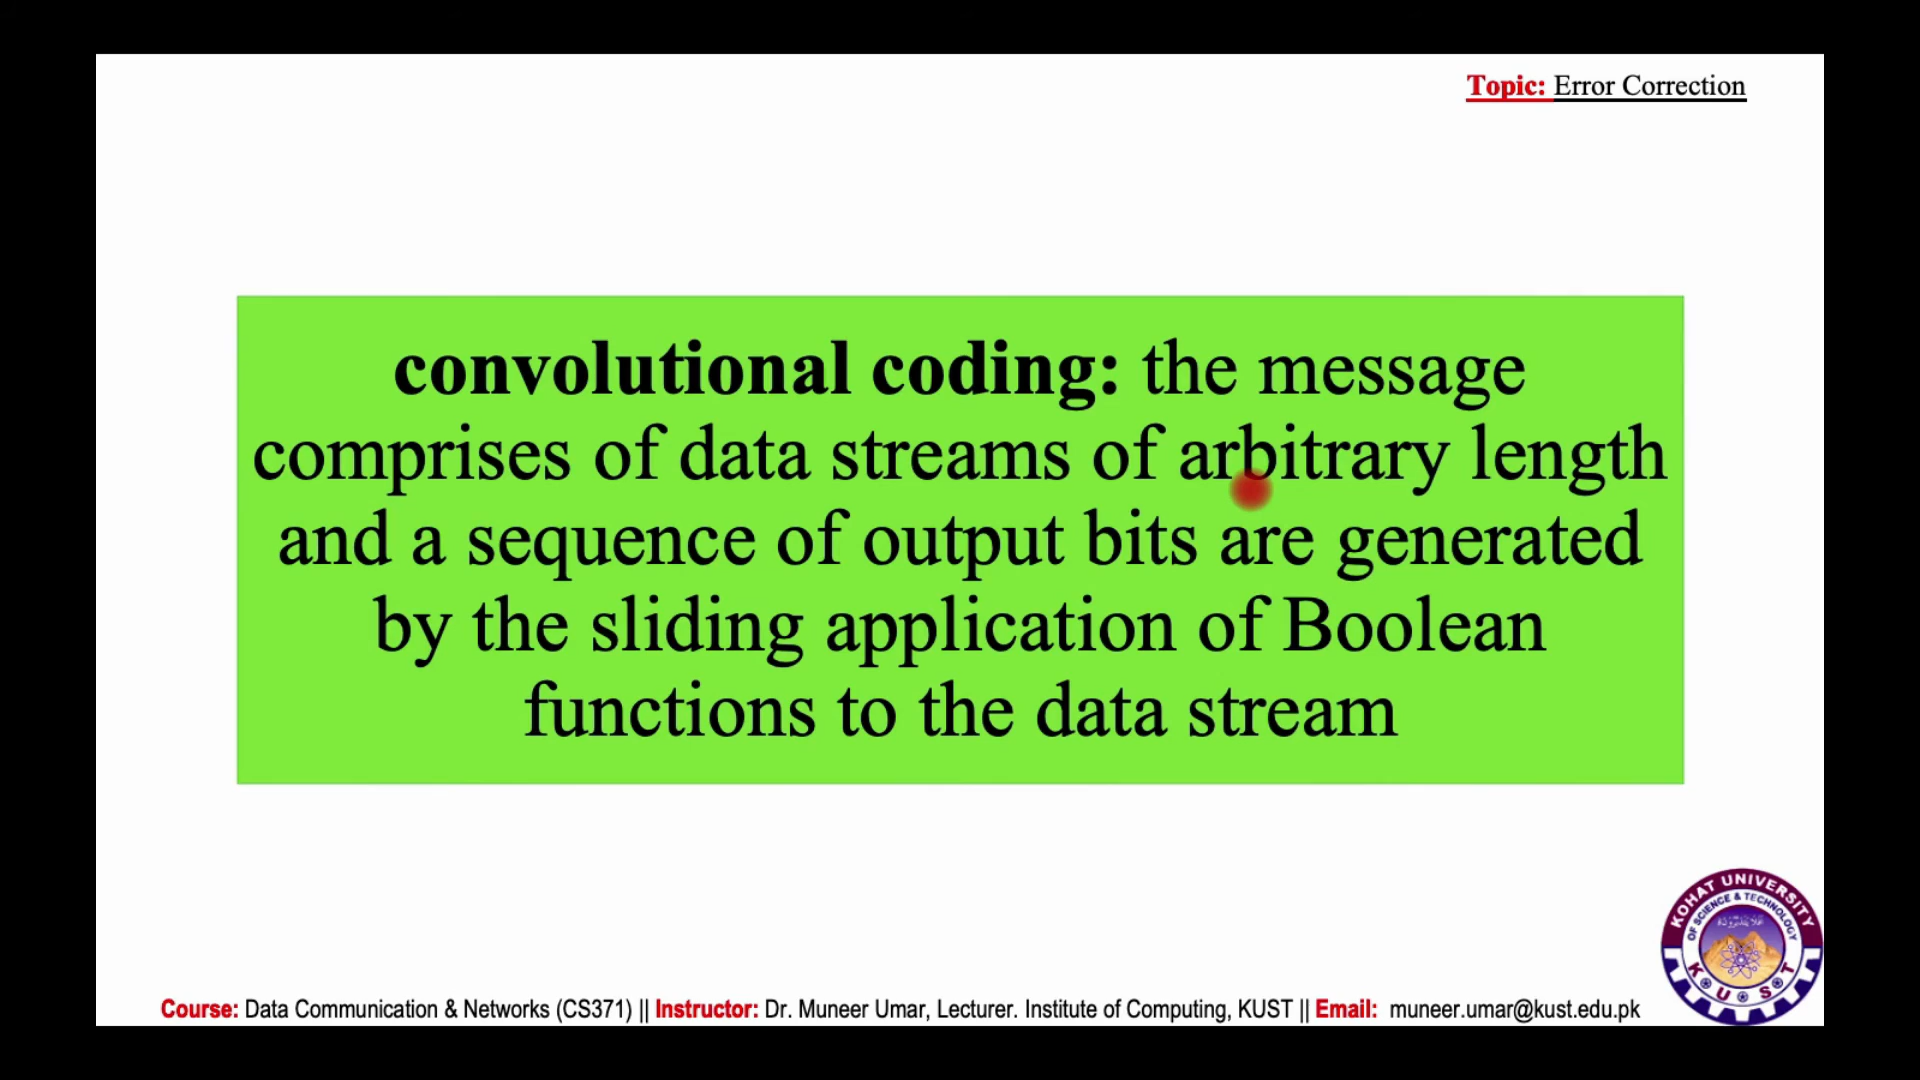 Topic: Error Correction
convolutional coding: the message
comprises of data streams of arbitrary length
and a sequence of output bits are generated
by the sliding application of Boolean
functions to the data stream
KOHAT UNIVERSITY
OF SCIENCE & TECHNOLOGY
K U S T
Course: Data Communication & Networks (CS371) || Instructor: Dr. Muneer Umar, Lecturer. Institute of Computing, KUST || Email: muneer.umar@kust.edu.pk